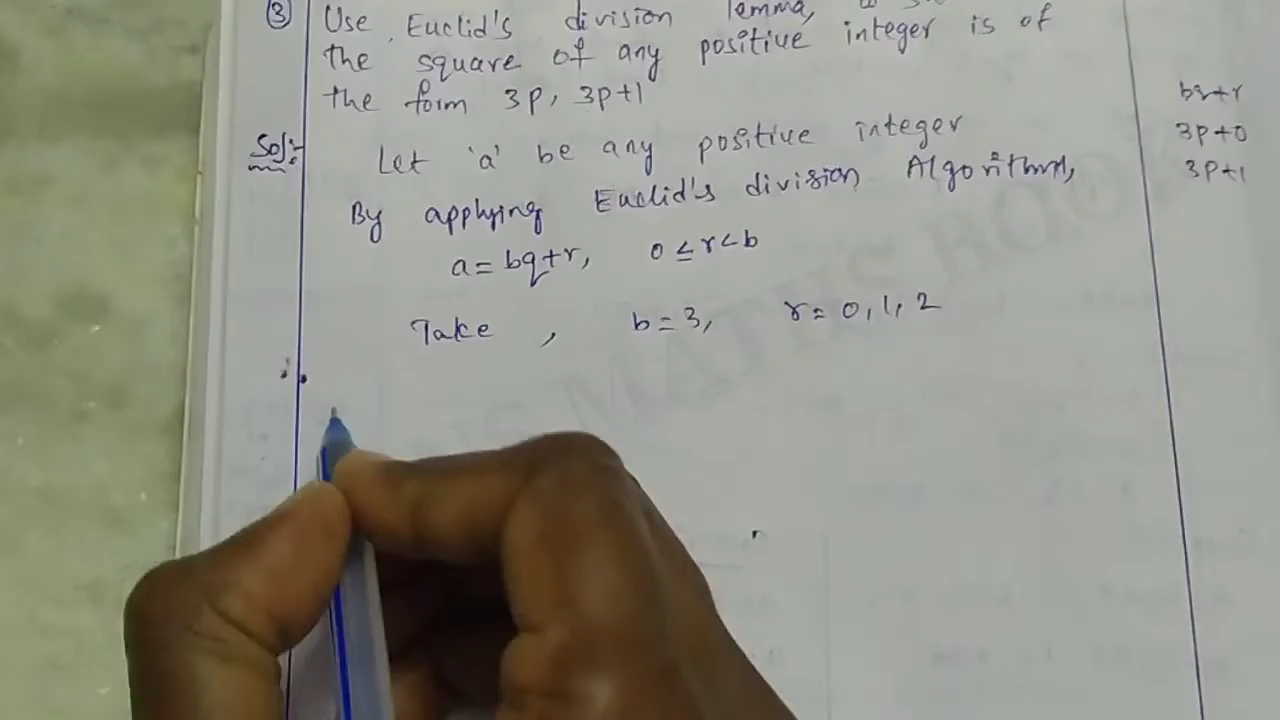 ③ Use Euclid's division lemma,
the square of any positive integer is of
the form 3p, 3p+1
Sol:- Let 'a' be any positive integer
By applying Euclid's division Algorithm,
a = bq+r, 0 ≤ r < b
Take , b = 3, r = 0, 1, 2
bq+r
3p+0
3p+1